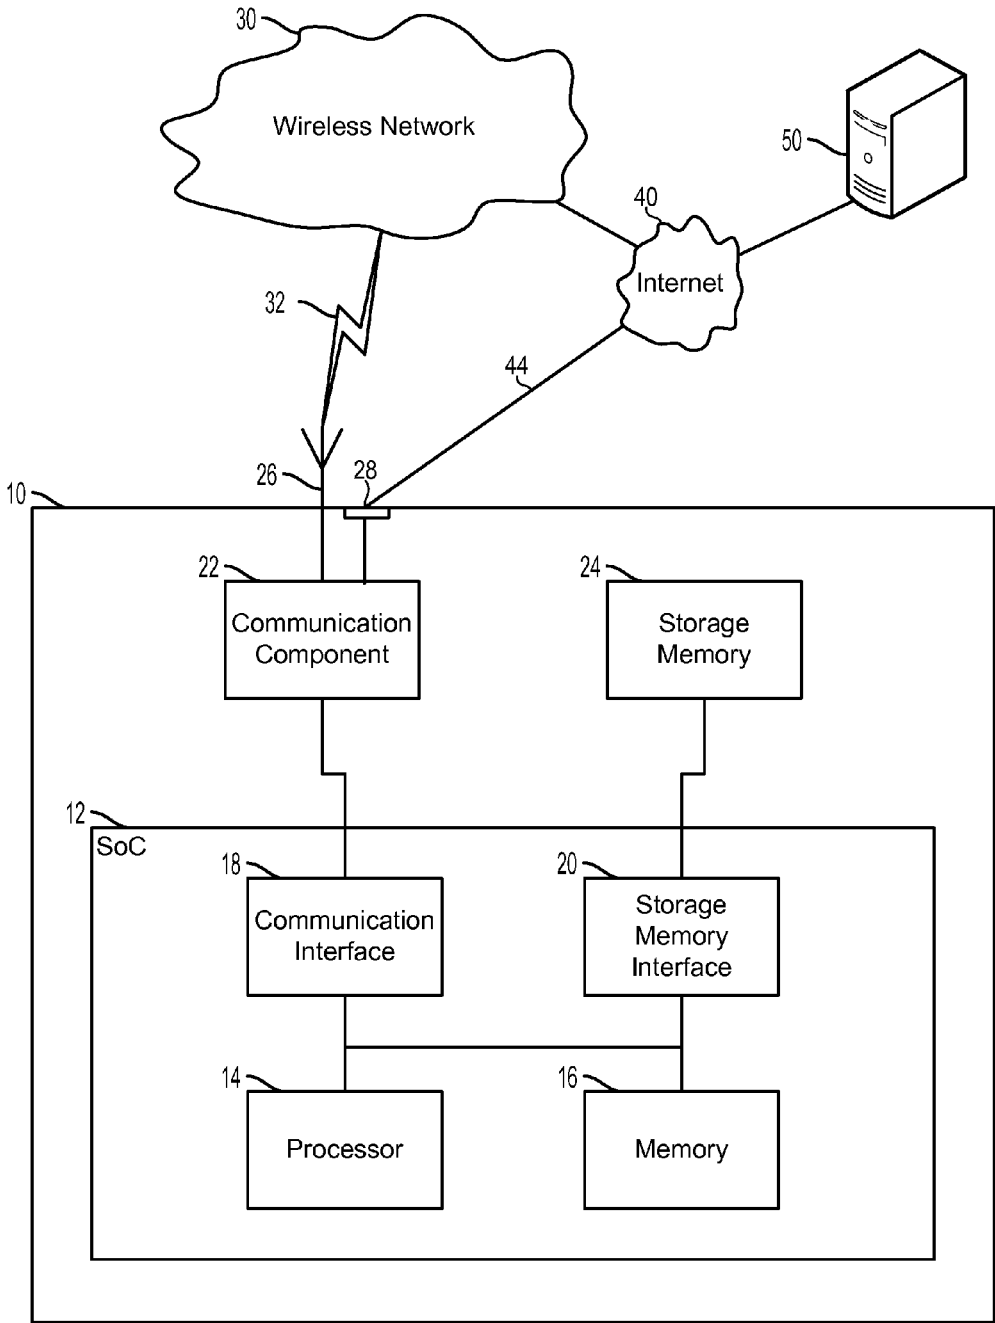 30
Wireless Network
50
40
Internet
32
44
26
28
10
22
24
Communication
Component
Storage
Memory
12
SoC
18
20
Communication
Interface
Storage
Memory
Interface
14
16
Processor
Memory